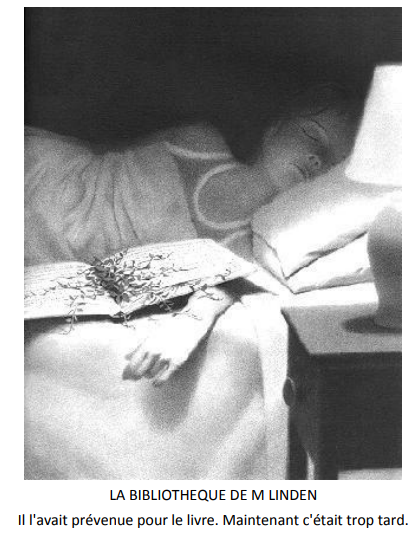 LA BIBLIOTHEQUE DE M LINDEN
Il l'avait prévenue pour le livre. Maintenant c'était trop tard.